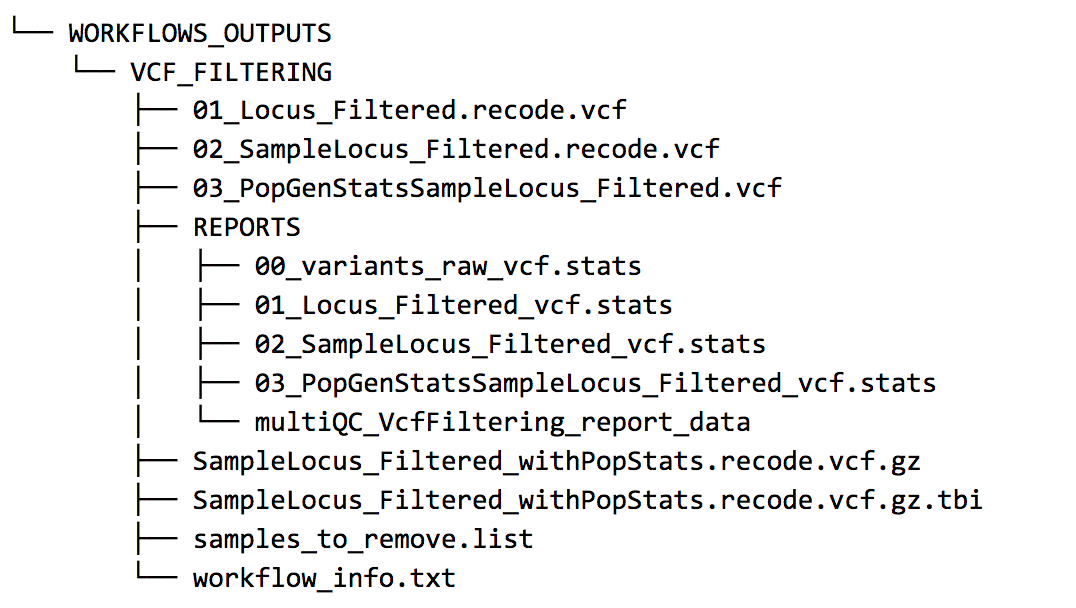 └── WORKFLOWS_OUTPUTS
    └── VCF_FILTERING
        ├── 01_Locus_Filtered.recode.vcf
        ├── 02_SampleLocus_Filtered.recode.vcf
        ├── 03_PopGenStatsSampleLocus_Filtered.vcf
        ├── REPORTS
        │   ├── 00_variants_raw_vcf.stats
        │   ├── 01_Locus_Filtered_vcf.stats
        │   ├── 02_SampleLocus_Filtered_vcf.stats
        │   ├── 03_PopGenStatsSampleLocus_Filtered_vcf.stats
        │   └── multiQC_VcfFiltering_report_data
        ├── SampleLocus_Filtered_withPopStats.recode.vcf.gz
        ├── SampleLocus_Filtered_withPopStats.recode.vcf.gz.tbi
        ├── samples_to_remove.list
        └── workflow_info.txt